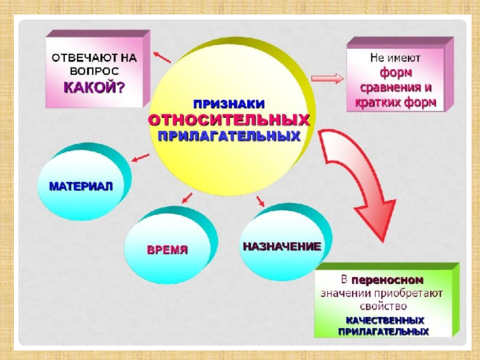 ОТВЕЧАЮТ НА
ВОПРОС
КАКОЙ?
ПРИЗНАКИ
ОТНОСИТЕЛЬНЫХ
ПРИЛАГАТЕЛЬНЫХ
Не имеют
форм
сравнения и
кратких форм
МАТЕРИАЛ
ВРЕМЯ
НАЗНАЧЕНИЕ
В переносном
значении приобретают
свойство
КАЧЕСТВЕННЫХ
ПРИЛАГАТЕЛЬНЫХ